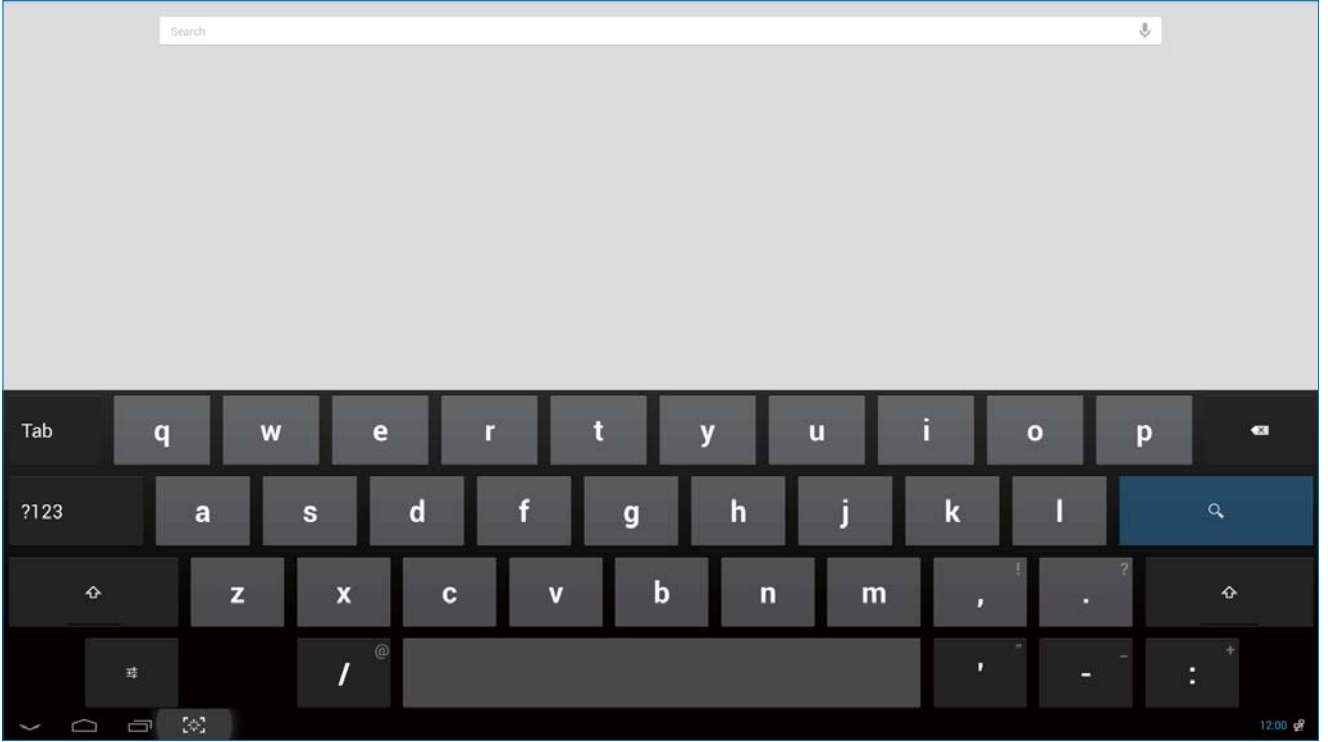 Search
Tab q w e r t y u i o p
?123 a s d f g h j k l
z x c v b n m , ! . ?
/ @ ' " - _ : +
12:00